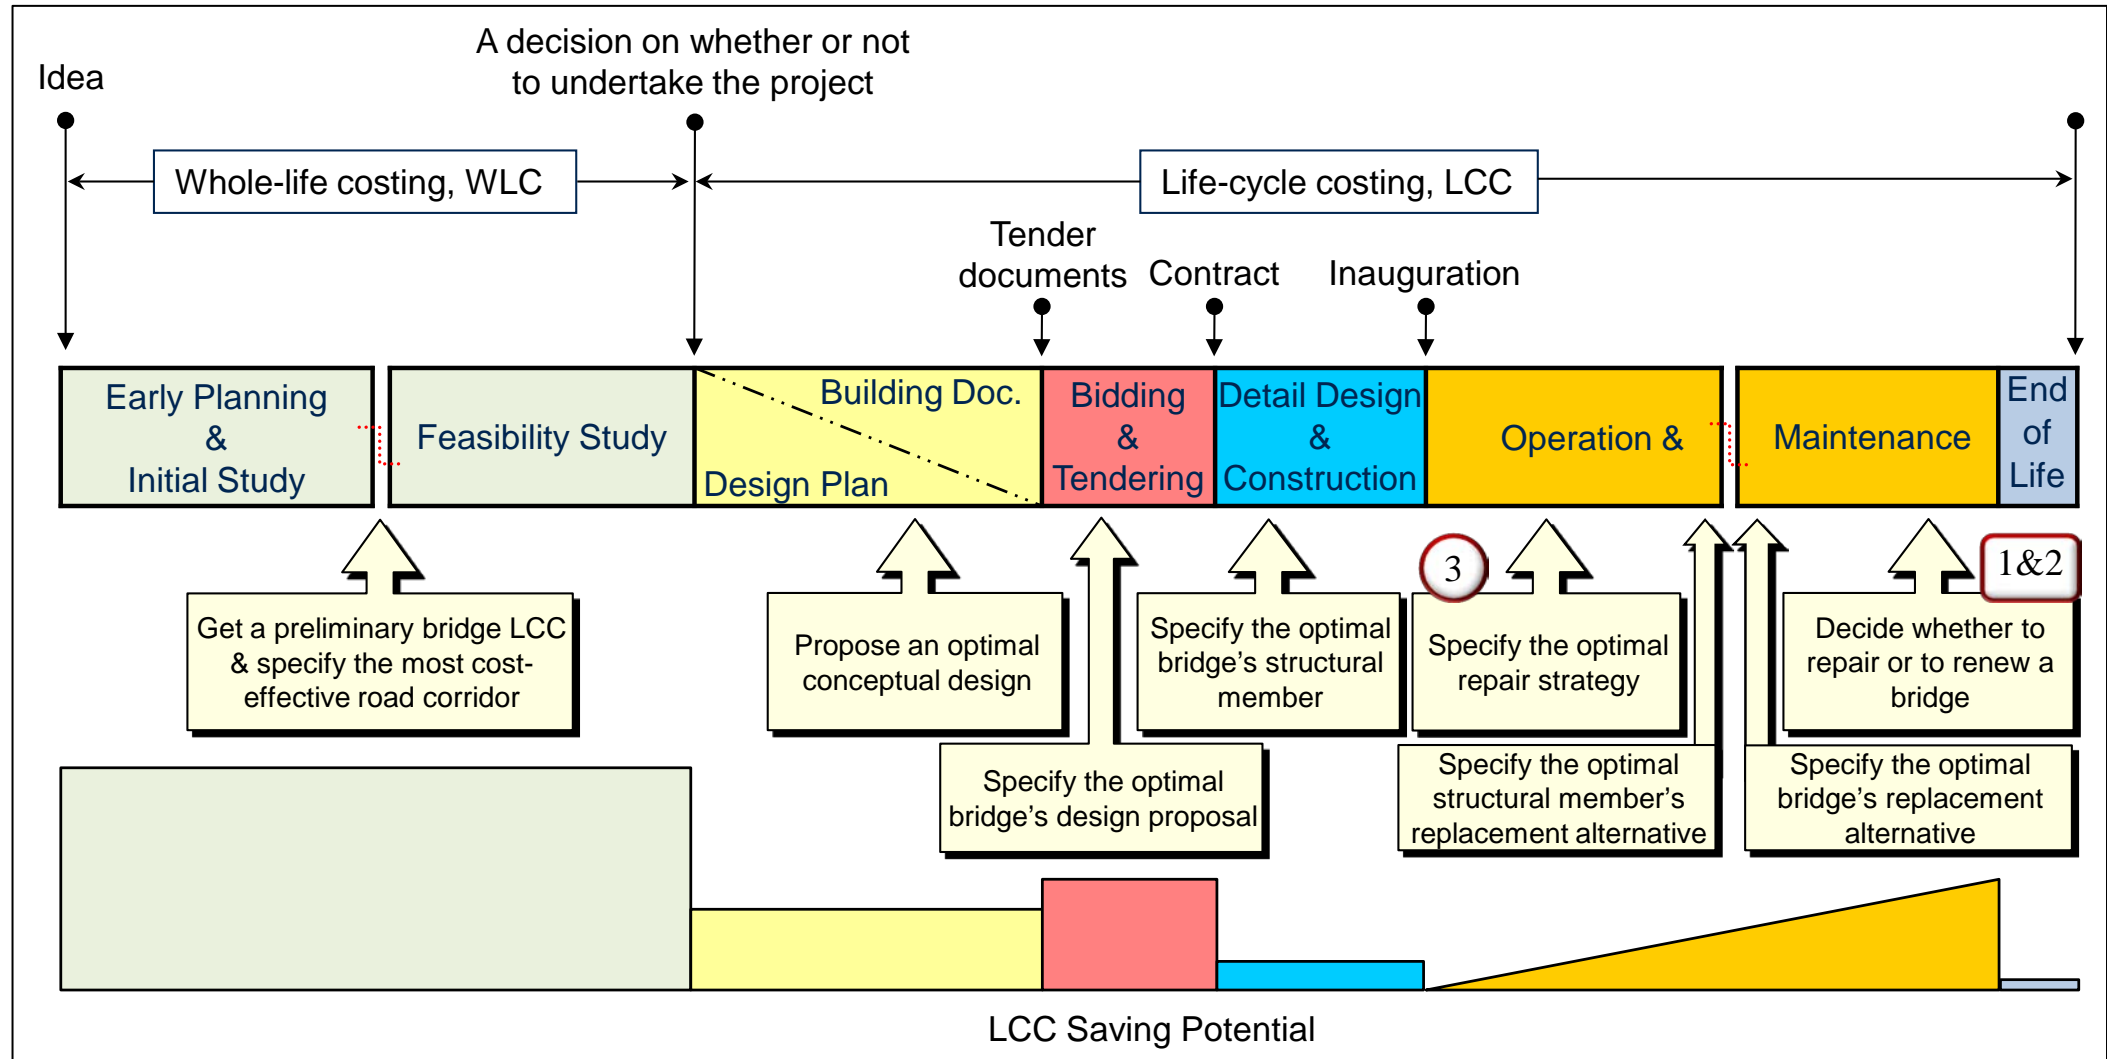 A decision on whether or not
to undertake the project
Idea
Whole-life costing, WLC
Life-cycle costing, LCC
Tender
documents
Contract
Inauguration
Early Planning
&
Initial Study
Feasibility Study
Building Doc.
Design Plan
Bidding
&
Tendering
Detail Design
&
Construction
Operation &
Maintenance
End
of
Life
3
1&2
Get a preliminary bridge LCC
& specify the most cost-
effective road corridor
Propose an optimal
conceptual design
Specify the optimal
bridge's structural
member
Specify the optimal
repair strategy
Decide whether to
repair or to renew a
bridge
Specify the optimal
bridge's design proposal
Specify the optimal
structural member's
replacement alternative
Specify the optimal
bridge's replacement
alternative
LCC Saving Potential